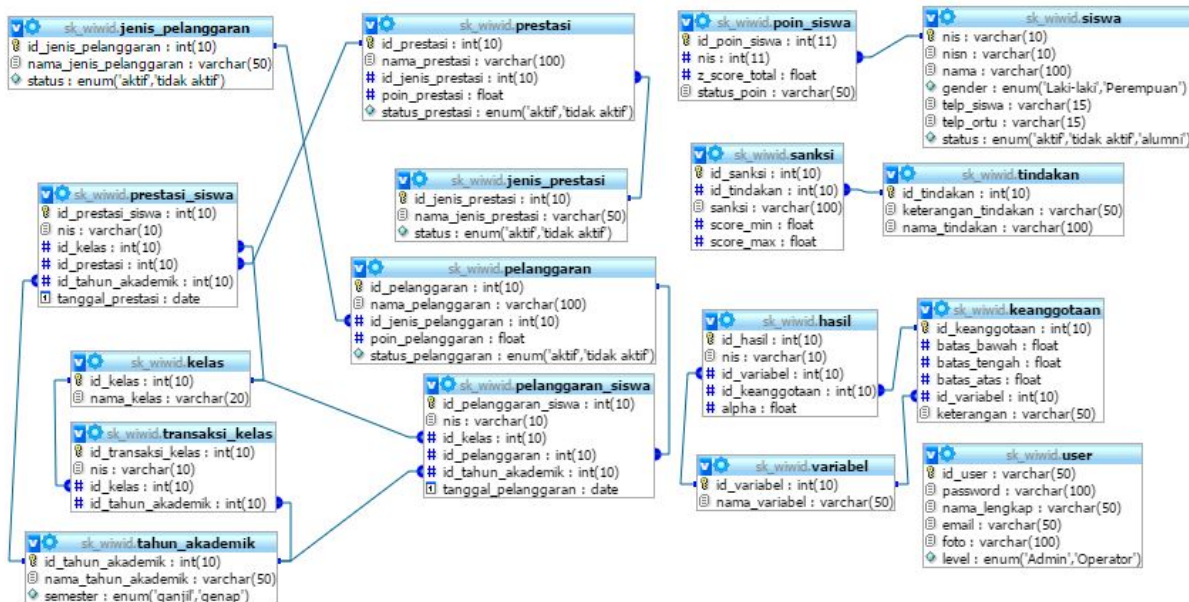 sk_wiwid.jenis_pelanggaran
id_jenis_pelanggaran : int(10)
nama_jenis_pelanggaran : varchar(50)
status : enum('aktif','tidak aktif')
sk_wiwid.prestasi
id_prestasi : int(10)
nama_prestasi : varchar(100)
# id_jenis_prestasi : int(10)
# poin_prestasi : float
status_prestasi : enum('aktif','tidak aktif')
sk_wiwid.poin_siswa
id_poin_siswa : int(11)
# nis : int(11)
# z_score_total : float
status_poin : varchar(50)
sk_wiwid.siswa
nis : varchar(10)
nisn : varchar(10)
nama : varchar(100)
gender : enum('Laki-laki','Perempuan')
telp_siswa : varchar(15)
telp_ortu : varchar(15)
status : enum('aktif','tidak aktif','alumni')
sk_wiwid.sanksi
id_sanksi : int(10)
# id_tindakan : int(10)
sanksi : varchar(100)
# score_min : float
# score_max : float
sk_wiwid.tindakan
id_tindakan : int(10)
keterangan_tindakan : varchar(50)
nama_tindakan : varchar(100)
sk_wiwid.prestasi_siswa
id_prestasi_siswa : int(10)
nis : varchar(10)
# id_kelas : int(10)
# id_prestasi : int(10)
# id_tahun_akademik : int(10)
tanggal_prestasi : date
sk_wiwid.jenis_prestasi
id_jenis_prestasi : int(10)
nama_jenis_prestasi : varchar(50)
status : enum('aktif','tidak aktif')
sk_wiwid.pelanggaran
id_pelanggaran : int(10)
nama_pelanggaran : varchar(100)
# id_jenis_pelanggaran : int(10)
# poin_pelanggaran : float
status_pelanggaran : enum('aktif','tidak aktif')
sk_wiwid.hasil
id_hasil : int(10)
nis : varchar(10)
# id_variabel : int(10)
# id_keanggotaan : int(10)
# alpha : float
sk_wiwid.keanggotaan
id_keanggotaan : int(10)
# batas_bawah : float
# batas_tengah : float
# batas_atas : float
# id_variabel : int(10)
keterangan : varchar(50)
sk_wiwid.kelas
id_kelas : int(10)
nama_kelas : varchar(20)
sk_wiwid.pelanggaran_siswa
id_pelanggaran_siswa : int(10)
nis : varchar(10)
# id_kelas : int(10)
# id_pelanggaran : int(10)
# id_tahun_akademik : int(10)
tanggal_pelanggaran : date
sk_wiwid.transaksi_kelas
id_transaksi_kelas : int(10)
nis : varchar(10)
# id_kelas : int(10)
# id_tahun_akademik : int(10)
sk_wiwid.variabel
id_variabel : int(10)
nama_variabel : varchar(50)
sk_wiwid.user
id_user : varchar(50)
password : varchar(100)
nama_lengkap : varchar(50)
email : varchar(50)
foto : varchar(100)
level : enum('Admin','Operator')
sk_wiwid.tahun_akademik
id_tahun_akademik : int(10)
nama_tahun_akademik : varchar(50)
semester : enum('ganjil','genap')